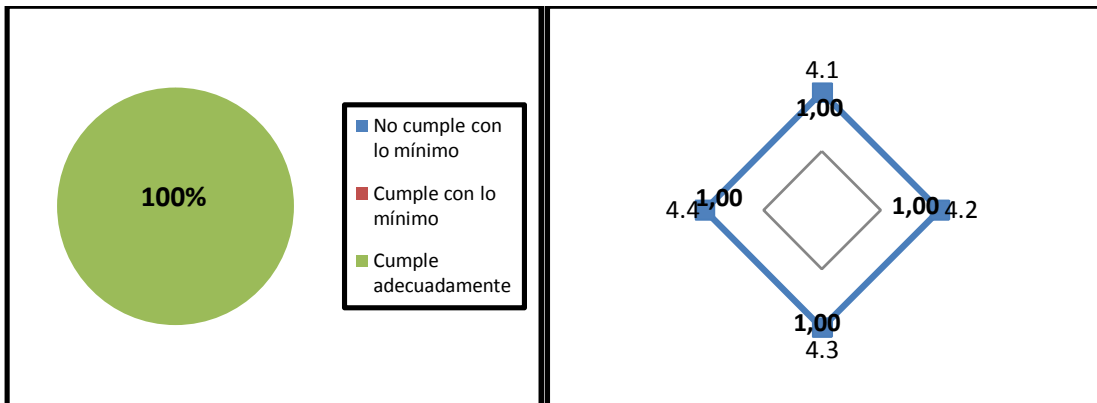 100%
No cumple con
lo mínimo
Cumple con lo
mínimo
Cumple
adecuadamente
4.1
1,00
4.4
1,00
1,00
4.2
1,00
4.3